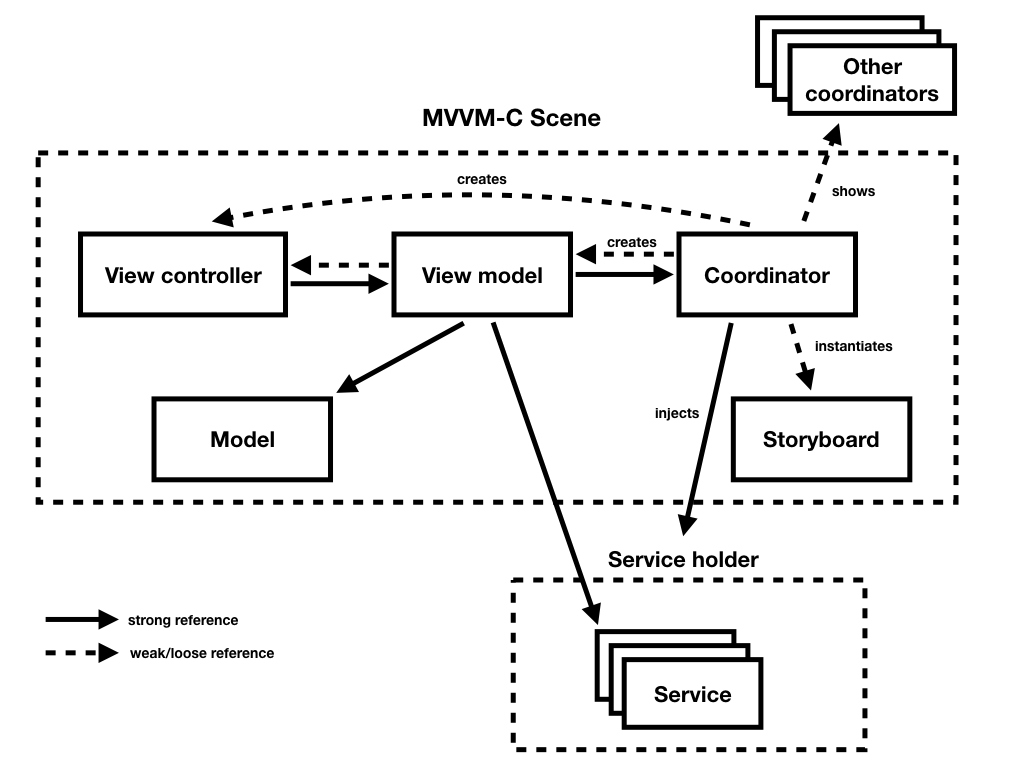 Other
coordinators
MVVM-C Scene
creates
shows
creates
View controller
View model
Coordinator
instantiates
injects
Model
Storyboard
Service holder
strong reference
weak/loose reference
Service